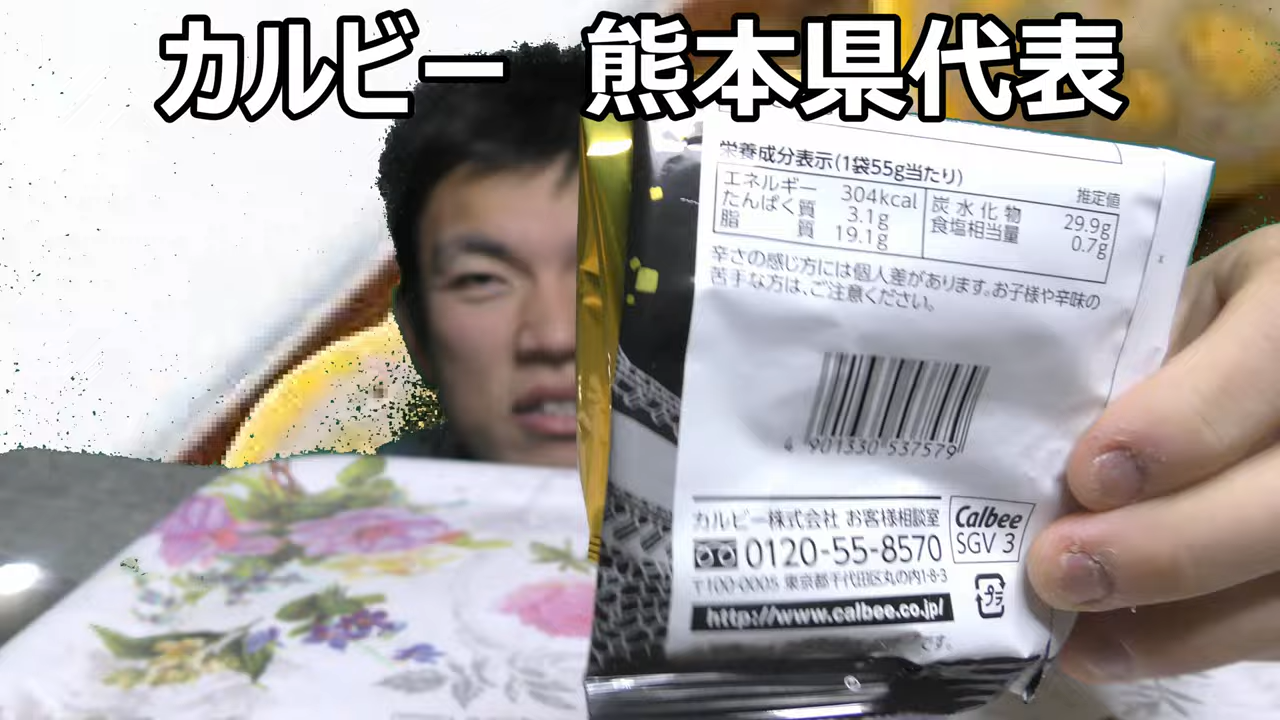 カルビー 熊本県代表
栄養成分表示(1袋55g当たり)
推定値
エネルギー 304kcal
たんぱく質 3.1g
脂質 19.1g
炭水化物 29.9g
食塩相当量 0.7g
辛さの感じ方には個人差があります。お子様や辛味の
苦手な方は、ご注意ください。
4 901330 537579
カルビー株式会社 お客様相談室
0120-55-8570
〒100-0005 東京都千代田区丸の内1-8-3
http://www.calbee.co.jp/
Calbee
SGV 3
プラ
です。